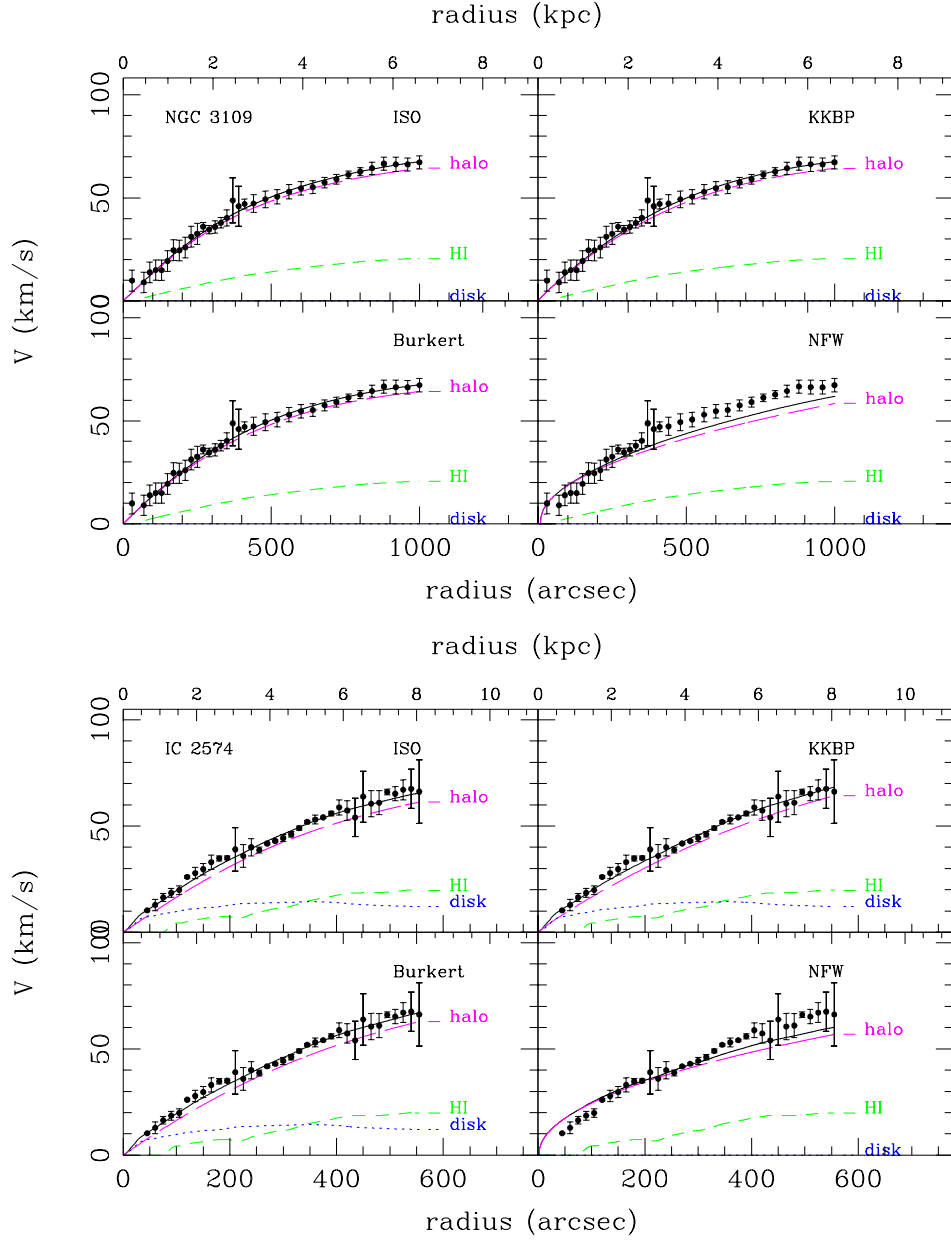 radius (kpc)
0 2 4 6 8 0 2 4 6 8
100 NGC 3109 ISO KKBP
halo halo
50
HI HI
disk disk
V (km/s)
100 Burkert NFW
halo halo
50
HI HI
disk disk
0
0 500 1000 0 500 1000
radius (arcsec)
radius (kpc)
0 2 4 6 8 10 0 2 4 6 8 10
100 IC 2574 ISO KKBP
halo halo
50
HI HI
disk disk
0
V (km/s)
100 Burkert NFW
halo halo
50
HI HI
disk disk
0
0 200 400 600 0 200 400 600
radius (arcsec)